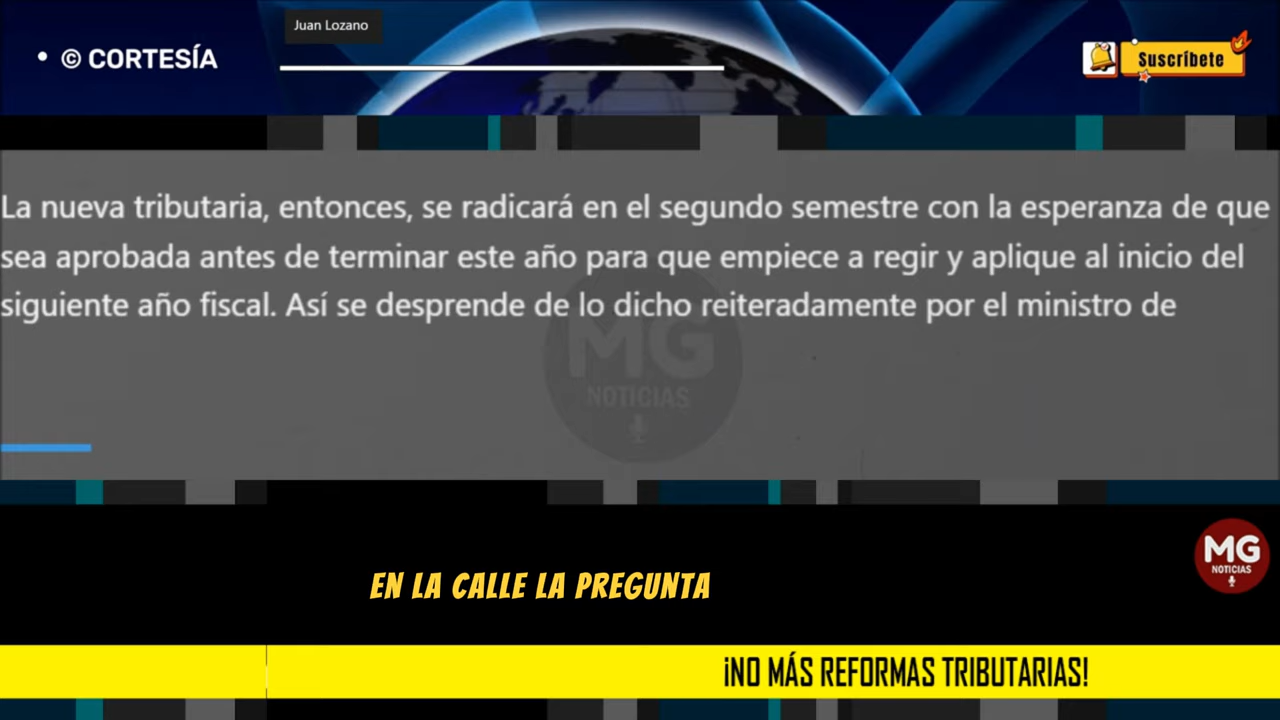 Juan Lozano
• © CORTESÍA
Suscríbete
La nueva tributaria, entonces, se radicará en el segundo semestre con la esperanza de que
sea aprobada antes de terminar este año para que empiece a regir y aplique al inicio del
siguiente año fiscal. Así se desprende de lo dicho reiteradamente por el ministro de
MG
NOTICIAS
MG
NOTICIAS
EN LA CALLE LA PREGUNTA
¡NO MÁS REFORMAS TRIBUTARIAS!